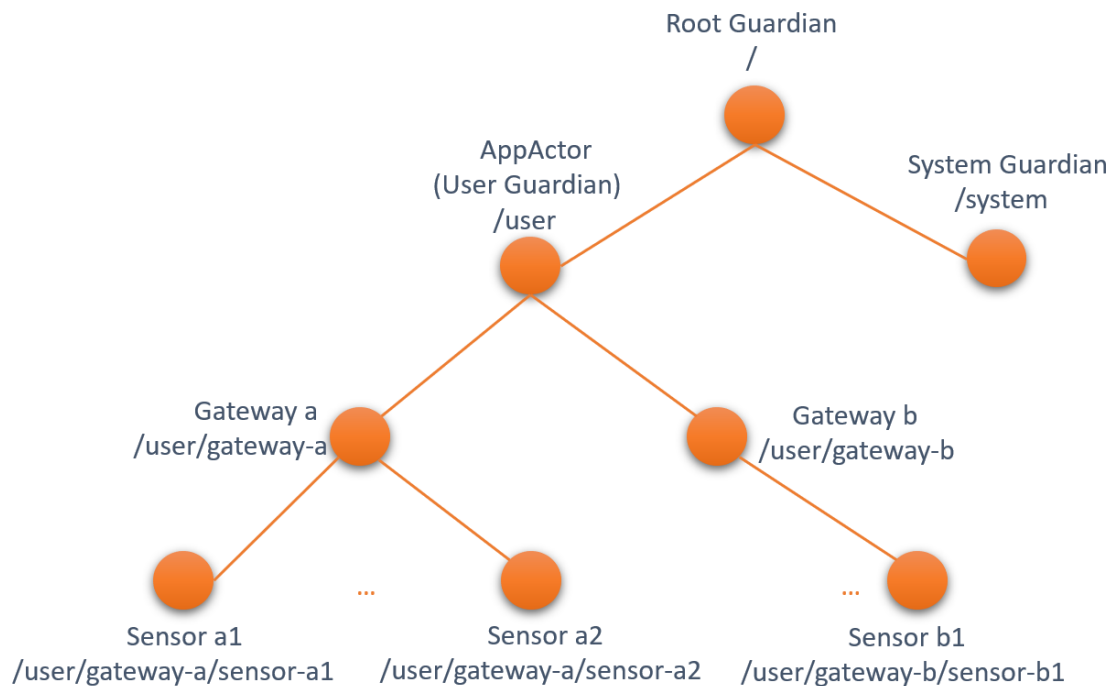 Root Guardian
/
AppActor
(User Guardian)
/user
System Guardian
/system
Gateway a
/user/gateway-a
Gateway b
/user/gateway-b
...
...
Sensor a1
/user/gateway-a/sensor-a1
Sensor a2
/user/gateway-a/sensor-a2
Sensor b1
/user/gateway-b/sensor-b1